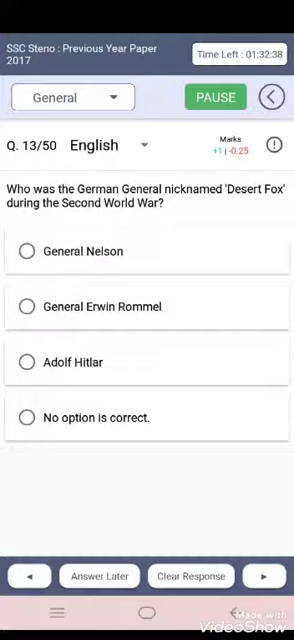 SSC Steno : Previous Year Paper
2017
Time Left : 01:32:38
General
PAUSE
Q. 13/50 English
Marks
+1 | -0.25
Who was the German General nicknamed 'Desert Fox'
during the Second World War?
General Nelson
General Erwin Rommel
Adolf Hitlar
No option is correct.
Answer Later
Clear Response
Made with
VideoShow